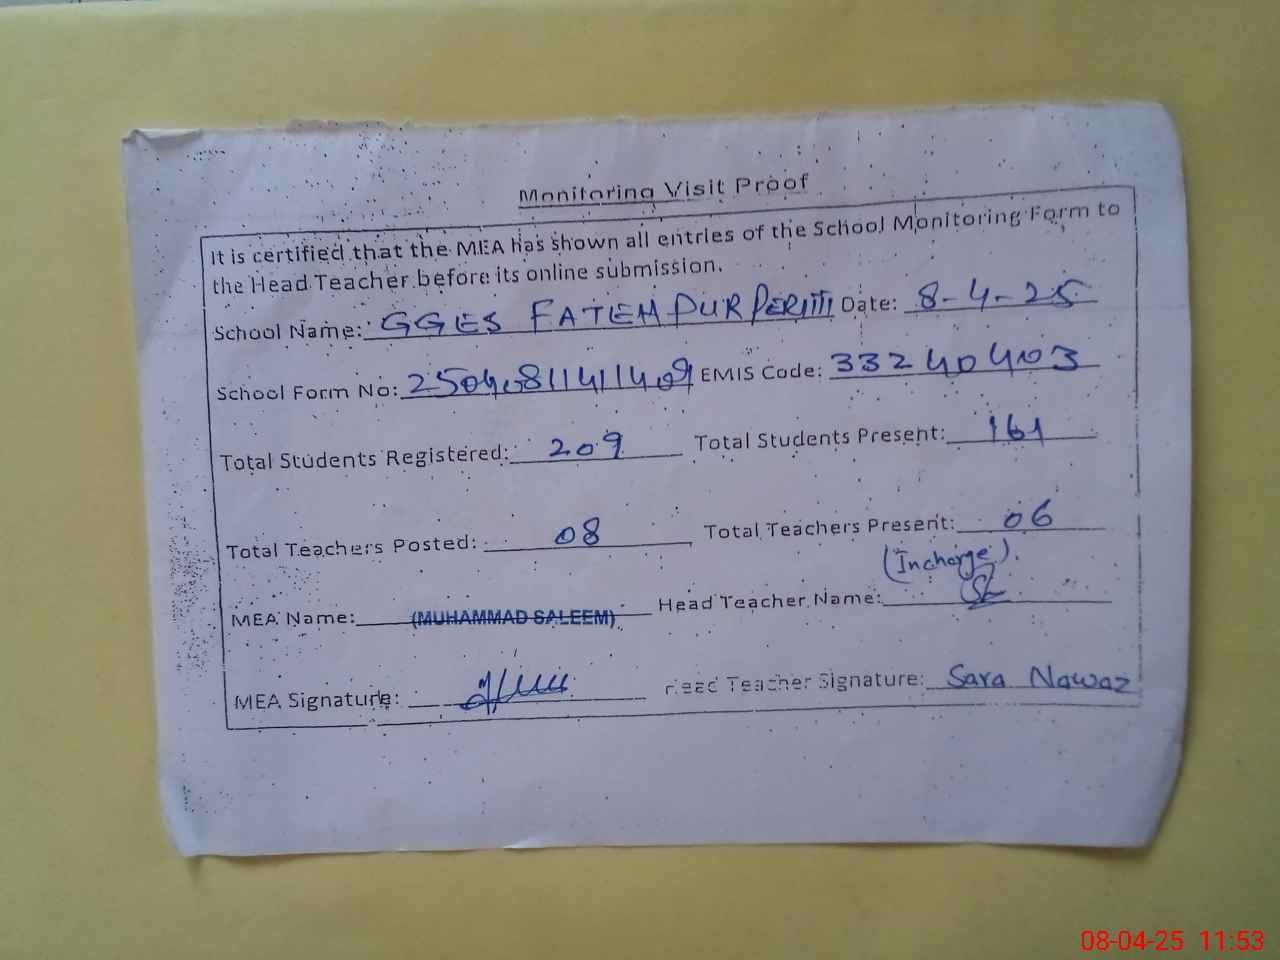 Monitoring Visit Proof
It is certified that the MEA has shown all entries of the School Monitoring Form to
the Head Teacher before its online submission.
School Name: GGES FATEH PUR Date: 8-4-25
School Form No: EMIS Code: 33240403
Total Students Registered: 209 Total Students Present: 161
Total Teachers Posted: 08 Total Teachers Present: 06
(Incharge).
MEA Name: (MUHAMMAD SALEEM) Head Teacher Name:
MEA Signature: Head Teacher Signature: Sara Nawaz
08-04-25 11:53